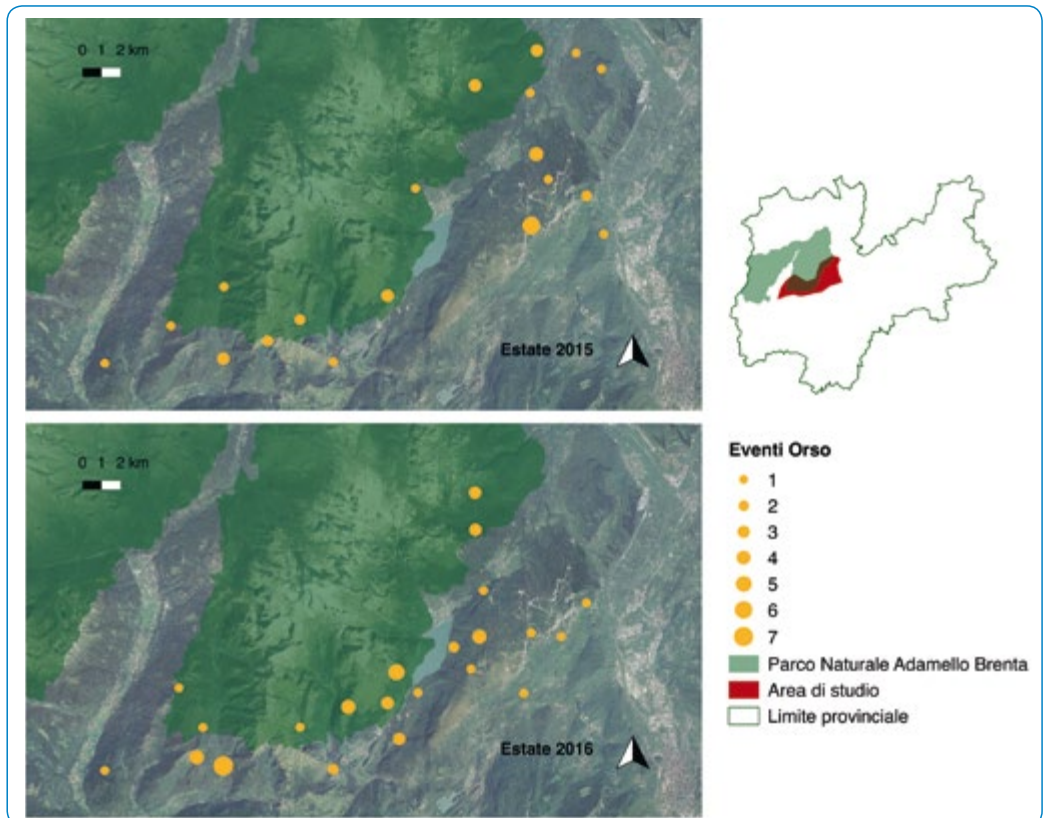 0 1 2 km
Estate 2015
0 1 2 km
Estate 2016
Eventi Orso
1
2
3
4
5
6
7
Parco Naturale Adamello Brenta
Area di studio
Limite provinciale